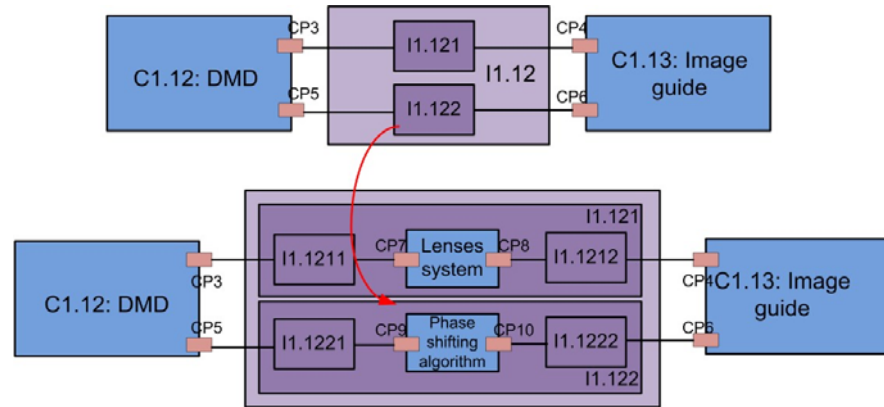 CP3
CP4
C1.12: DMD
I1.121
I1.12
C1.13: Image
guide
CP5
I1.122
CP6
I1.121
C1.12: DMD
CP3
I1.1211
CP7
Lenses
system
CP8
I1.1212
CP4
C1.13: Image
guide
CP5
I1.1221
CP9
Phase
shifting
algorithm
CP10
I1.1222
CP6
I1.122